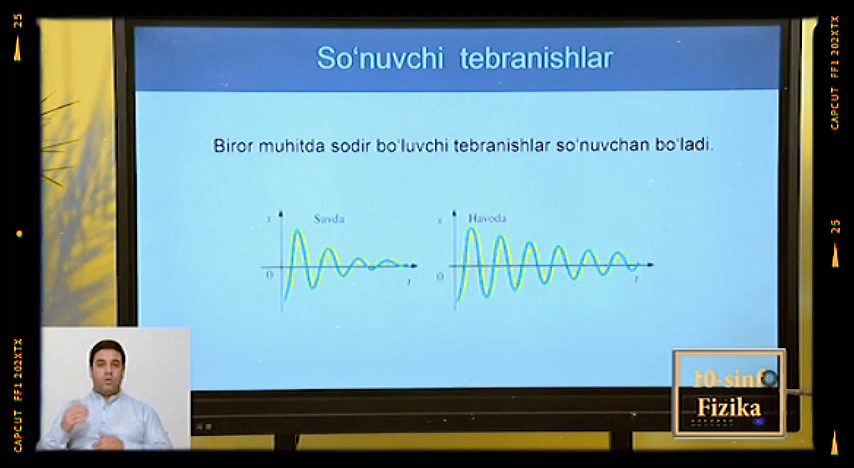 25
25
CAPCUT FF1 202XTX
CAPCUT FF1 202XTX
So‘nuvchi tebranishlar
Biror muhitda sodir bo‘luvchi tebranishlar so‘nuvchan bo‘ladi.
x Suvda
0 t
x Havoda
0 t
10-sinf
Fizika